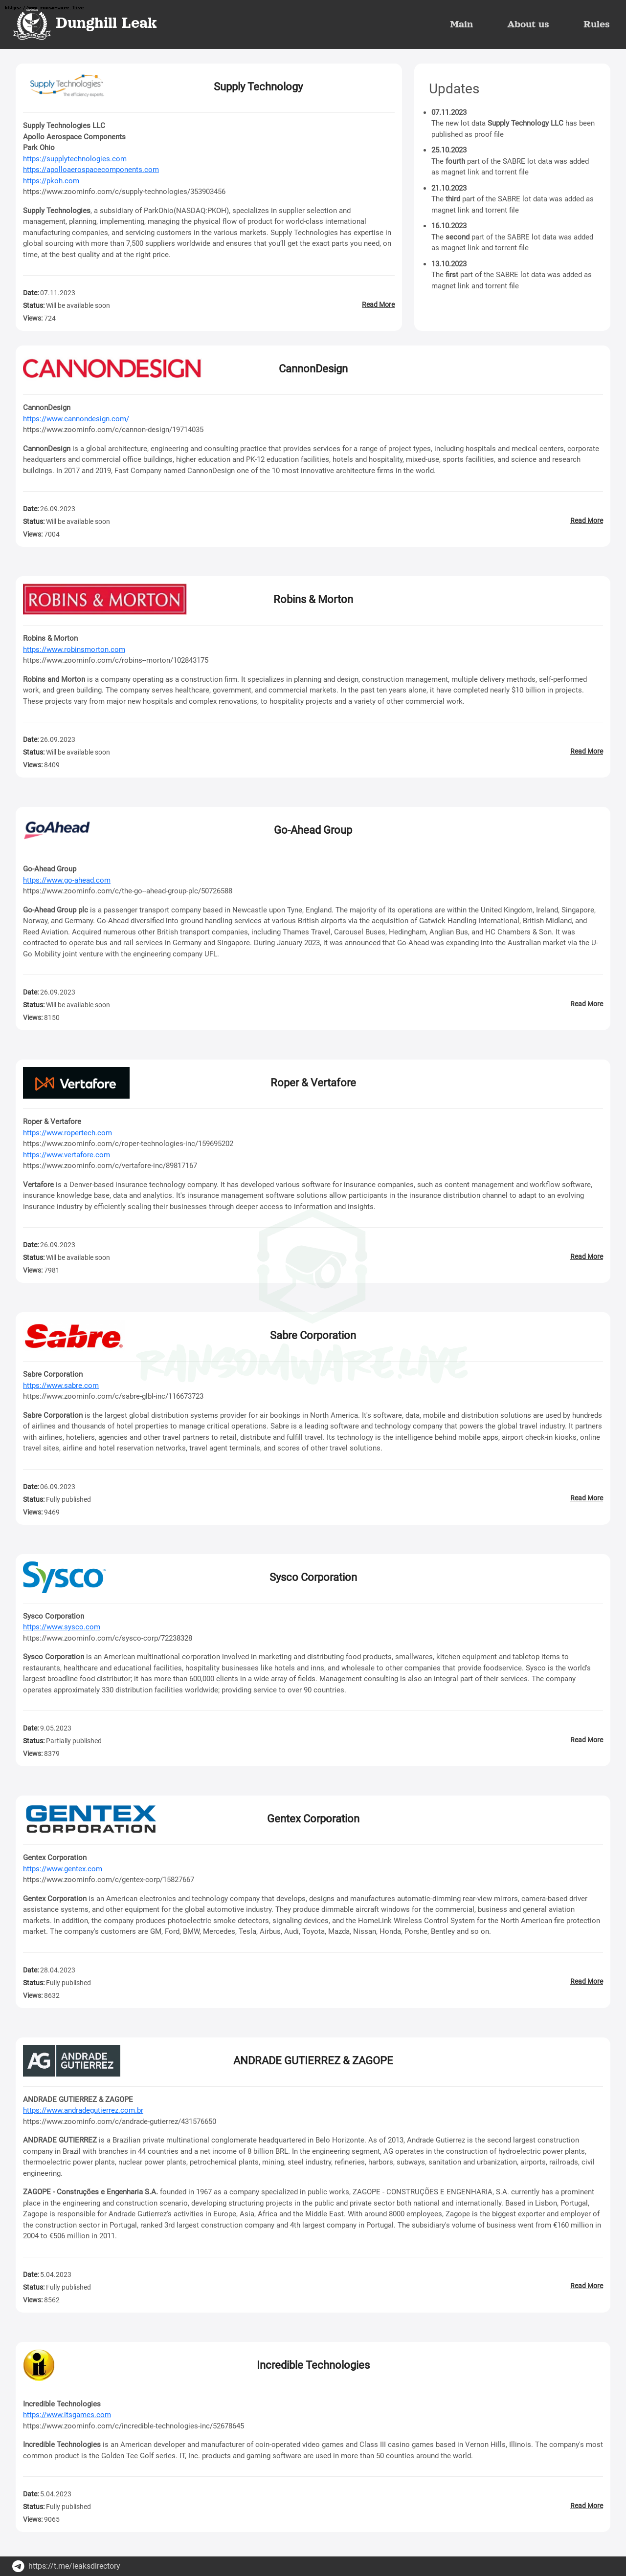 https://www.ransomware.live
Dunghill Leak
Main
About us
Rules
Supply Technologies
The efficiency experts.
Supply Technology
Supply Technologies LLC
Apollo Aerospace Components
Park Ohio
https://supplytechnologies.com
https://apolloaerospacecomponents.com
https://pkoh.com
https://www.zoominfo.com/c/supply-technologies/353903456
Supply Technologies, a subsidiary of ParkOhio(NASDAQ:PKOH), specializes in supplier selection and
management, planning, implementing, managing the physical flow of product for world-class international
manufacturing companies, and servicing customers in the various markets. Supply Technologies has expertise in
global sourcing with more than 7,500 suppliers worldwide and ensures that you'll get the exact parts you need, on
time, at the best quality and at the right price.
Date: 07.11.2023
Status: Will be available soon
Views: 724
Read More
Updates
07.11.2023
The new lot data Supply Technology LLC has been
published as proof file
25.10.2023
The fourth part of the SABRE lot data was added
as magnet link and torrent file
21.10.2023
The third part of the SABRE lot data was added as
magnet link and torrent file
16.10.2023
The second part of the SABRE lot data was added
as magnet link and torrent file
13.10.2023
The first part of the SABRE lot data was added as
magnet link and torrent file
CANNONDESIGN
CannonDesign
CannonDesign
https://www.cannondesign.com/
https://www.zoominfo.com/c/cannon-design/19714035
CannonDesign is a global architecture, engineering and consulting practice that provides services for a range of project types, including hospitals and medical centers, corporate
headquarters and commercial office buildings, higher education and PK-12 education facilities, hotels and hospitality, mixed-use, sports facilities, and science and research
buildings. In 2017 and 2019, Fast Company named CannonDesign one of the 10 most innovative architecture firms in the world.
Date: 26.09.2023
Status: Will be available soon
Views: 7004
Read More
ROBINS & MORTON
Robins & Morton
Robins & Morton
https://www.robinsmorton.com
https://www.zoominfo.com/c/robins--morton/102843175
Robins and Morton is a company operating as a construction firm. It specializes in planning and design, construction management, multiple delivery methods, self-performed
work, and green building. The company serves healthcare, government, and commercial markets. In the past ten years alone, it have completed nearly $10 billion in projects.
These projects vary from major new hospitals and complex renovations, to hospitality projects and a variety of other commercial work.
Date: 26.09.2023
Status: Will be available soon
Views: 8409
Read More
GoAhead
Go-Ahead Group
Go-Ahead Group
https://www.go-ahead.com
https://www.zoominfo.com/c/the-go--ahead-group-plc/50726588
Go-Ahead Group plc is a passenger transport company based in Newcastle upon Tyne, England. The majority of its operations are within the United Kingdom, Ireland, Singapore,
Norway, and Germany. Go-Ahead diversified into ground handling services at various British airports via the acquisition of Gatwick Handling International, British Midland, and
Reed Aviation. Acquired numerous other British transport companies, including Thames Travel, Carousel Buses, Hedingham, Anglian Bus, and HC Chambers & Son. It was
contracted to operate bus and rail services in Germany and Singapore. During January 2023, it was announced that Go-Ahead was expanding into the Australian market via the U-
Go Mobility joint venture with the engineering company UFL.
Date: 26.09.2023
Status: Will be available soon
Views: 8150
Read More
Vertafore
Roper & Vertafore
Roper & Vertafore
https://www.ropertech.com
https://www.zoominfo.com/c/roper-technologies-inc/159695202
https://www.vertafore.com
https://www.zoominfo.com/c/vertafore-inc/89817167
Vertafore is a Denver-based insurance technology company. It has developed various software for insurance companies, such as content management and workflow software,
insurance knowledge base, data and analytics. It's insurance management software solutions allow participants in the insurance distribution channel to adapt to an evolving
insurance industry by efficiently scaling their businesses through deeper access to information and insights.
Date: 26.09.2023
Status: Will be available soon
Views: 7981
Read More
RANSOMWARE.LIVE
Sabre
Sabre Corporation
Sabre Corporation
https://www.sabre.com
https://www.zoominfo.com/c/sabre-glbl-inc/116673723
Sabre Corporation is the largest global distribution systems provider for air bookings in North America. It's software, data, mobile and distribution solutions are used by hundreds
of airlines and thousands of hotel properties to manage critical operations. Sabre is a leading software and technology company that powers the global travel industry. It partners
with airlines, hoteliers, agencies and other travel partners to retail, distribute and fulfill travel. Its technology is the intelligence behind mobile apps, airport check-in kiosks, online
travel sites, airline and hotel reservation networks, travel agent terminals, and scores of other travel solutions.
Date: 06.09.2023
Status: Fully published
Views: 9469
Read More
Sysco
Sysco Corporation
Sysco Corporation
https://www.sysco.com
https://www.zoominfo.com/c/sysco-corp/72238328
Sysco Corporation is an American multinational corporation involved in marketing and distributing food products, smallwares, kitchen equipment and tabletop items to
restaurants, healthcare and educational facilities, hospitality businesses like hotels and inns, and wholesale to other companies that provide foodservice. Sysco is the world's
largest broadline food distributor; it has more than 600,000 clients in a wide array of fields. Management consulting is also an integral part of their services. The company
operates approximately 330 distribution facilities worldwide; providing service to over 90 countries.
Date: 9.05.2023
Status: Partially published
Views: 8379
Read More
GENTEX
CORPORATION
Gentex Corporation
Gentex Corporation
https://www.gentex.com
https://www.zoominfo.com/c/gentex-corp/15827667
Gentex Corporation is an American electronics and technology company that develops, designs and manufactures automatic-dimming rear-view mirrors, camera-based driver
assistance systems, and other equipment for the global automotive industry. They produce dimmable aircraft windows for the commercial, business and general aviation
markets. In addition, the company produces photoelectric smoke detectors, signaling devices, and the HomeLink Wireless Control System for the North American fire protection
market. The company's customers are GM, Ford, BMW, Mercedes, Tesla, Airbus, Audi, Toyota, Mazda, Nissan, Honda, Porshe, Bentley and so on.
Date: 28.04.2023
Status: Fully published
Views: 8632
Read More
AG
ANDRADE
GUTIERREZ
ANDRADE GUTIERREZ & ZAGOPE
ANDRADE GUTIERREZ & ZAGOPE
https://www.andradegutierrez.com.br
https://www.zoominfo.com/c/andrade-gutierrez/431576650
ANDRADE GUTIERREZ is a Brazilian private multinational conglomerate headquartered in Belo Horizonte. As of 2013, Andrade Gutierrez is the second largest construction
company in Brazil with branches in 44 countries and a net income of 8 billion BRL. In the engineering segment, AG operates in the construction of hydroelectric power plants,
thermoelectric power plants, nuclear power plants, petrochemical plants, mining, steel industry, refineries, harbors, subways, sanitation and urbanization, airports, railroads, civil
engineering.
ZAGOPE - Construções e Engenharia S.A. founded in 1967 as a company specialized in public works, ZAGOPE - CONSTRUÇÕES E ENGENHARIA, S.A. currently has a prominent
place in the engineering and construction scenario, developing structuring projects in the public and private sector both national and internationally. Based in Lisbon, Portugal,
Zagope is responsible for Andrade Gutierrez's activities in Europe, Asia, Africa and the Middle East. With around 8000 employees, Zagope is the biggest exporter and employer of
the construction sector in Portugal, ranked 3rd largest construction company and 4th largest company in Portugal. The subsidiary's volume of business went from €160 million in
2004 to €506 million in 2011.
Date: 5.04.2023
Status: Fully published
Views: 8562
Read More
it
Incredible Technologies
Incredible Technologies
https://www.itsgames.com
https://www.zoominfo.com/c/incredible-technologies-inc/52678645
Incredible Technologies is an American developer and manufacturer of coin-operated video games and Class III casino games based in Vernon Hills, Illinois. The company's most
common product is the Golden Tee Golf series. IT, Inc. products and gaming software are used in more than 50 counties around the world.
Date: 5.04.2023
Status: Fully published
Views: 9065
Read More
https://t.me/leaksdirectory